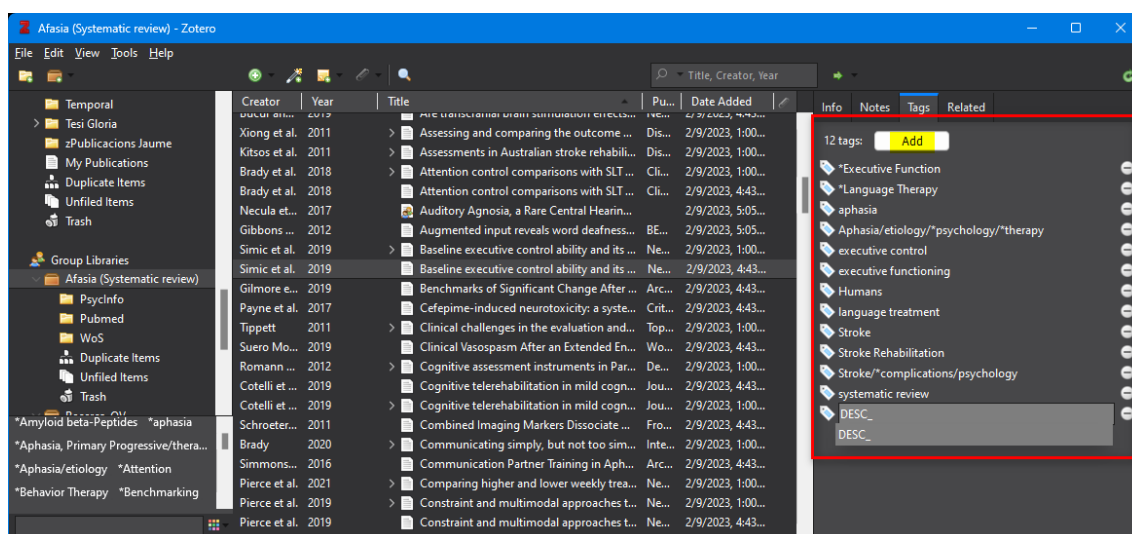 Afasia (Systematic review) - Zotero
File Edit View Tools Help
Title, Creator, Year
Temporal
Tesi Gloria
zPublicacions Jaume
My Publications
Duplicate Items
Unfiled Items
Trash
Group Libraries
Afasia (Systematic review)
PsycInfo
Pubmed
WoS
Duplicate Items
Unfiled Items
Trash
*Amyloid beta-Peptides *aphasia
*Aphasia, Primary Progressive/thera...
*Aphasia/etiology *Attention
*Behavior Therapy *Benchmarking
Creator Year Title Pu... Date Added
Xiong et al. 2011 Assessing and comparing the outcome ... Dis... 2/9/2023, 1:00...
Kitsos et al. 2011 Assessments in Australian stroke rehabili... Dis... 2/9/2023, 1:00...
Brady et al. 2018 Attention control comparisons with SLT ... Cli... 2/9/2023, 1:00...
Brady et al. 2018 Attention control comparisons with SLT ... Cli... 2/9/2023, 4:43...
Necula et... 2017 Auditory Agnosia, a Rare Central Hearin... 2/9/2023, 5:05...
Gibbons ... 2012 Augmented input reveals word deafness... BE... 2/9/2023, 5:05...
Simic et al. 2019 Baseline executive control ability and its ... Ne... 2/9/2023, 1:00...
Simic et al. 2019 Baseline executive control ability and its ... Ne... 2/9/2023, 4:43...
Gilmore e... 2019 Benchmarks of Significant Change After ... Arc... 2/9/2023, 4:43...
Payne et al. 2017 Cefepime-induced neurotoxicity: a syste... Crit... 2/9/2023, 4:43...
Tippett 2011 Clinical challenges in the evaluation and... Top... 2/9/2023, 1:00...
Suero Mo... 2019 Clinical Vasospasm After an Extended En... Wo... 2/9/2023, 4:43...
Romann ... 2012 Cognitive assessment instruments in Par... De... 2/9/2023, 1:00...
Cotelli et ... 2019 Cognitive telerehabilitation in mild cogn... Jou... 2/9/2023, 4:43...
Cotelli et ... 2019 Cognitive telerehabilitation in mild cogn... Jou... 2/9/2023, 1:00...
Schroeter... 2011 Combined Imaging Markers Dissociate ... Fro... 2/9/2023, 4:43...
Brady 2020 Communicating simply, but not too sim... Inte... 2/9/2023, 1:00...
Simmons... 2016 Communication Partner Training in Aph... Arc... 2/9/2023, 4:43...
Pierce et al. 2021 Comparing higher and lower weekly trea... Ne... 2/9/2023, 1:00...
Pierce et al. 2019 Constraint and multimodal approaches t... Ne... 2/9/2023, 1:00...
Pierce et al. 2019 Constraint and multimodal approaches t... Ne... 2/9/2023, 4:43...
Info Notes Tags Related
12 tags: Add
*Executive Function
*Language Therapy
aphasia
Aphasia/etiology/*psychology/*therapy
executive control
executive functioning
Humans
language treatment
Stroke
Stroke Rehabilitation
Stroke/*complications/psychology
systematic review
DESC_
DESC_